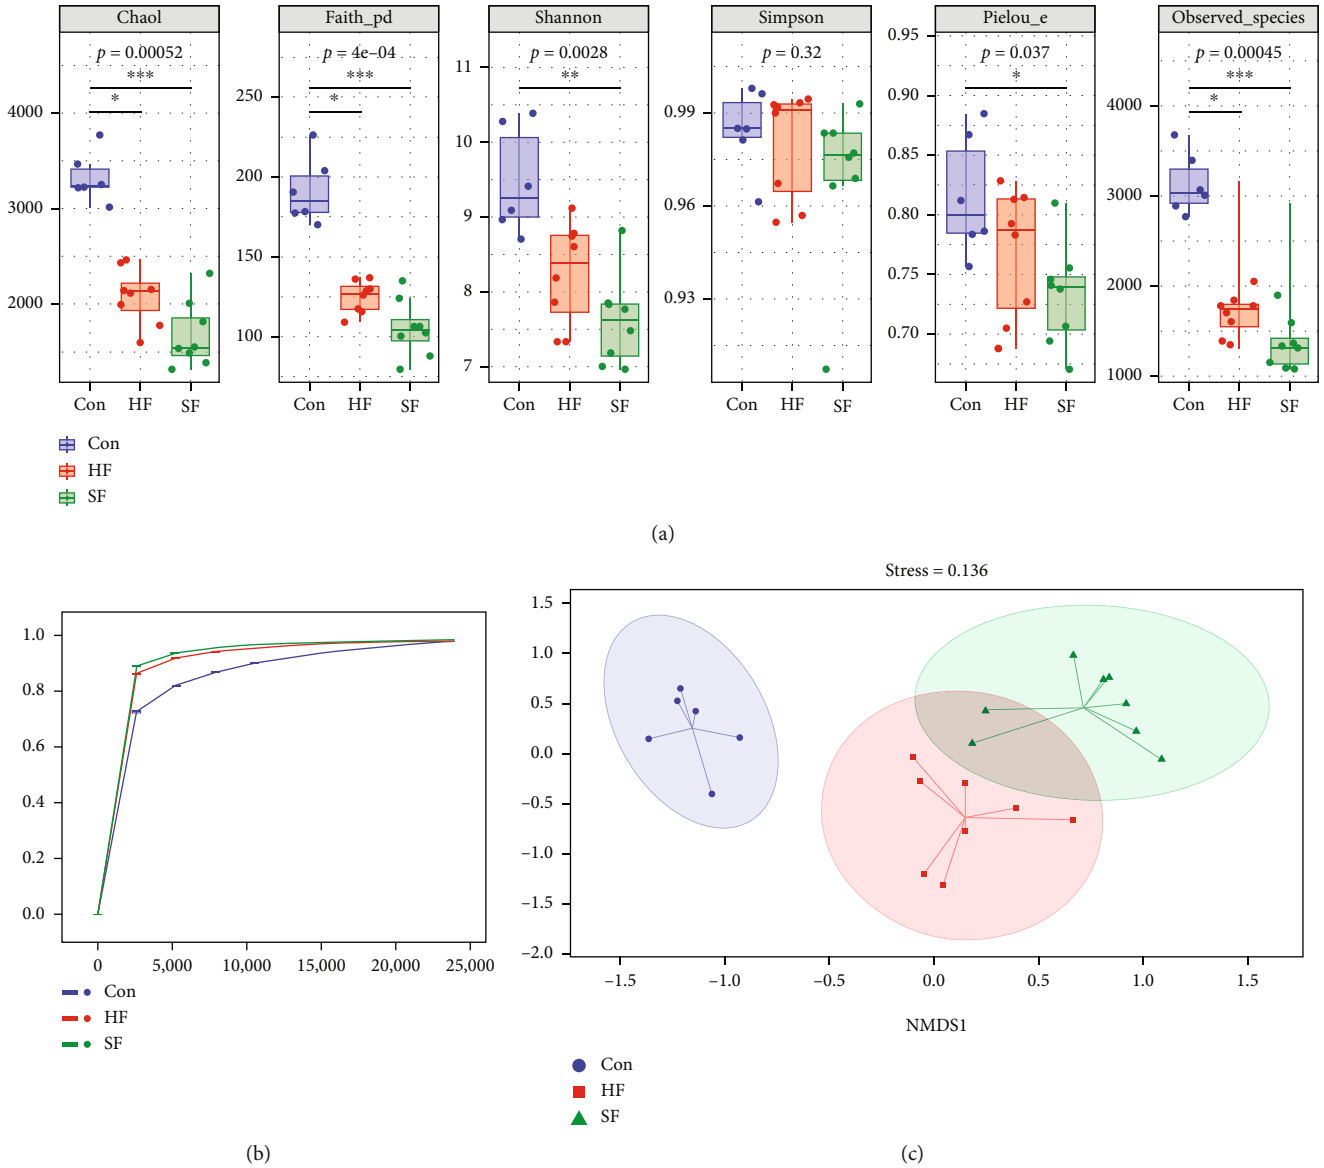 Chaol Faith_pd Shannon Simpson Pielou_e Observed_species
p = 0.00052 p = 4e–04 p = 0.0028 p = 0.32 p = 0.037 p = 0.00045
*** *** ** * ***
* * *
4000 3000 2000
250 200 150 100
11 10 9 8 7
0.99 0.96 0.93
0.95 0.90 0.85 0.80 0.75 0.70
4000 3000 2000 1000
Con HF SF Con HF SF Con HF SF Con HF SF Con HF SF Con HF SF
Con
HF
SF
(a)
1.0
0.8
0.6
0.4
0.2
0.0
0 5,000 10,000 15,000 20,000 25,000
Con
HF
SF
(b)
Stress = 0.136
1.5
1.0
0.5
0.0
–0.5
–1.0
–1.5
–2.0
–1.5 –1.0 –0.5 0.0 0.5 1.0 1.5
NMDS1
Con
HF
SF
(c)